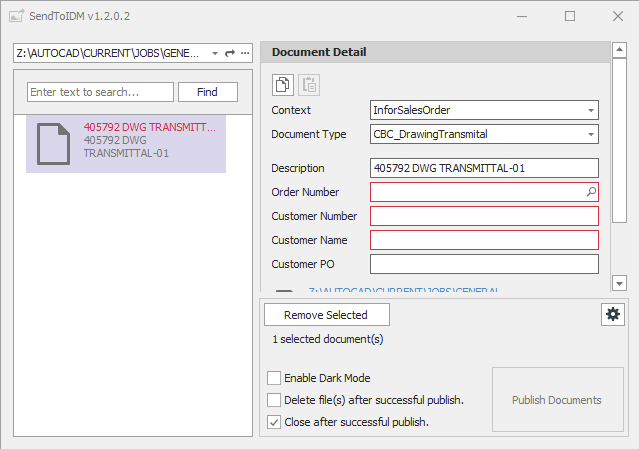 SendToIDM v1.2.0.2
Z:\AUTOCAD\CURRENT\JOBS\GENE...
Enter text to search...
Find
405792 DWG TRANSMITT...
405792 DWG
TRANSMITTAL-01
Document Detail
Context
InforSalesOrder
Document Type
CBC_DrawingTransmital
Description
405792 DWG TRANSMITTAL-01
Order Number
Customer Number
Customer Name
Customer PO
Z:\AUTOCAD\CURRENT\JOBS\GENERAL
Remove Selected
1 selected document(s)
Enable Dark Mode
Delete file(s) after successful publish.
Close after successful publish.
Publish Documents